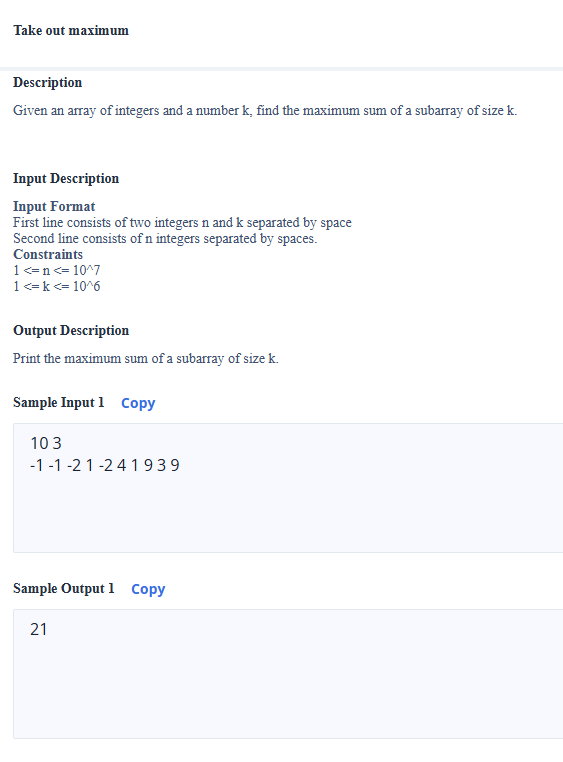 Take out maximum
Description
Given an array of integers and a number k, find the maximum sum of a subarray of size k.
Input Description
Input Format
First line consists of two integers n and k separated by space
Second line consists of n integers separated by spaces.
Constraints
1 <= n <= 10^7
1 <= k <= 10^6
Output Description
Print the maximum sum of a subarray of size k.
Sample Input 1 Copy
10 3
-1 -1 -2 1 -2 4 1 9 3 9
Sample Output 1 Copy
21